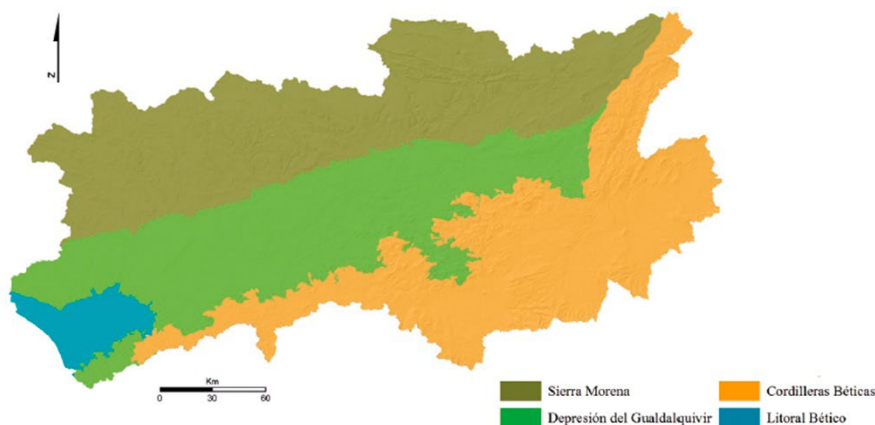 N
Km
0 30 60
Sierra Morena
Cordilleras Béticas
Depresión del Gualdalquivir
Litoral Bético